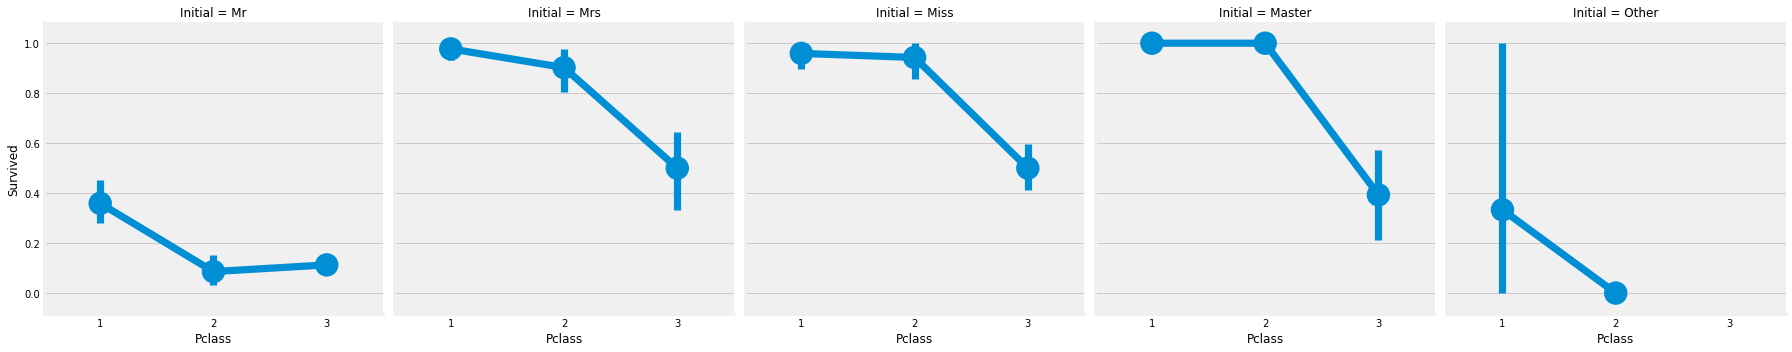 Initial = Mr
Initial = Mrs
Initial = Miss
Initial = Master
Initial = Other
Survived
1.0
0.8
0.6
0.4
0.2
0.0
1 2 3
1 2 3
1 2 3
1 2 3
1 2 3
Pclass
Pclass
Pclass
Pclass
Pclass